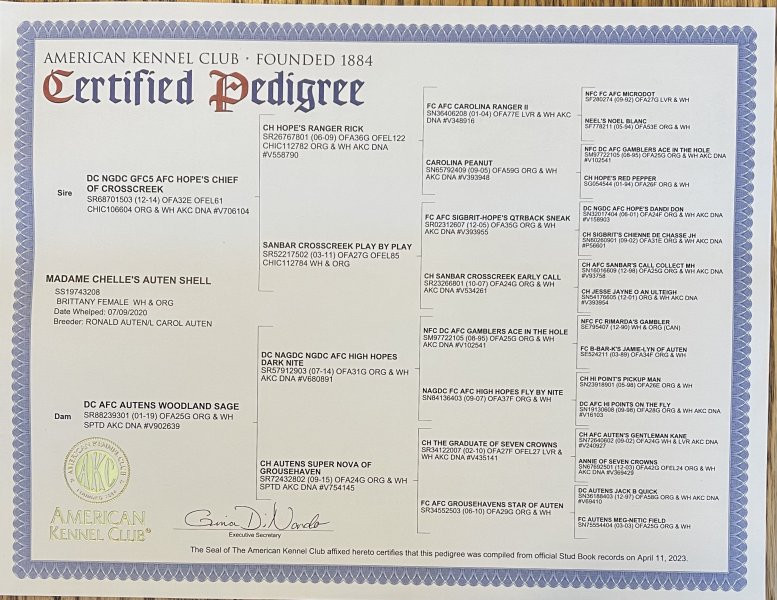 AMERICAN KENNEL CLUB • FOUNDED 1884
Certified Pedigree
Sire
DC NGDC GFC5 AFC HOPE'S CHIEF
OF CROSSCREEK
SR68701503 (12-14) OFA32E OFEL61
CHIC106604 ORG & WH AKC DNA #V706104
MADAME CHELLE'S AUTEN SHELL
SS19743208
BRITTANY FEMALE WH & ORG
Date Whelped: 07/09/2020
Breeder: RONALD AUTEN/L CAROL AUTEN
Dam
DC AFC AUTENS WOODLAND SAGE
SR88239301 (01-19) OFA25G ORG & WH
SPTD AKC DNA #V902639
CH HOPE'S RANGER RICK
SR26767801 (06-09) OFA36G OFEL122
CHIC112782 ORG & WH AKC DNA
#V558790
SANBAR CROSSCREEK PLAY BY PLAY
SR52217502 (03-11) OFA27G OFEL85
CHIC112784 WH & ORG
DC NAGDC NGDC AFC HIGH HOPES
DARK NITE
SR57912903 (07-14) OFA31G ORG & WH
AKC DNA #V680891
CH AUTENS SUPER NOVA OF
GROUSEHAVEN
SR72432802 (09-15) OFA24G ORG & WH
SPTD AKC DNA #V754145
FC AFC CAROLINA RANGER II
SN36406208 (01-04) OFA77E LVR & WH AKC
DNA #V348916
CAROLINA PEANUT
SN65792409 (09-05) OFA59G ORG & WH
AKC DNA #V393948
FC AFC SIGBRIT-HOPE'S QTRBACK SNEAK
SR02312607 (12-05) OFA35G ORG & WH
AKC DNA #V393955
CH SANBAR CROSSCREEK EARLY CALL
SR23266801 (10-07) OFA24G ORG & WH
AKC DNA #V534261
NFC DC AFC GAMBLERS ACE IN THE HOLE
SM97722105 (08-95) OFA25G ORG & WH
AKC DNA #V102541
NAGDC FC AFC HIGH HOPES FLY BY NITE
SN84136403 (09-07) OFA37F ORG & WH
CH THE GRADUATE OF SEVEN CROWNS
SR34122007 (02-10) OFA27F OFEL27 LVR &
WH AKC DNA #V435141
FC AFC GROUSEHAVENS STAR OF AUTEN
SR34552503 (06-10) OFA29G ORG & WH
NFC FC AFC MICRODOT
SF280274 (09-92) OFA27G LVR & WH
NEEL'S NOEL BLANC
SF778211 (05-94) OFA53E ORG & WH
NFC DC AFC GAMBLERS ACE IN THE HOLE
SM97722105 (08-95) OFA25G ORG & WH AKC DNA
#V102541
CH HOPE'S RED PEPPER
SG054544 (01-94) OFA26F ORG & WH
DC NGDC AFC HOPE'S DANDI DON
SN32017404 (06-01) OFA24F ORG & WH AKC DNA
#V158903
CH SIGBRIT'S CHIENNE DE CHASSE JH
SN80260901 (09-02) OFA31E ORG & WH AKC DNA
#P56601
CH AFC SANBAR'S CALL COLLECT MH
SN16016609 (12-98) OFA25G ORG & WH AKC DNA
#V93758
CH JESSE JAYNE O AN ULTEIGH
SN54176605 (12-01) ORG & WH AKC DNA
#V393954
NFC FC RIMARDA'S GAMBLER
SE795407 (12-90) WH & ORG (CAN)
FC B-BAR-K'S JAMIE-LYN OF AUTEN
SE524211 (03-89) OFA34F ORG & WH
CH HI POINT'S PICKUP MAN
SN23918901 (05-98) OFA26E ORG & WH
DC AFC HI POINTS ON THE FLY
SN19130608 (09-98) OFA28G ORG & WH AKC DNA
#V16103
CH AFC AUTEN'S GENTLEMAN KANE
SN72640602 (09-02) OFA24G WH & LVR AKC DNA
#V240927
ANNIE OF SEVEN CROWNS
SN67692501 (12-03) OFA42G OFEL24 ORG & WH
AKC DNA #V369429
DC AUTENS JACK B QUICK
SN36188403 (12-97) OFA58G ORG & WH AKC DNA
#V69410
FC AUTENS MEG-NETIC FIELD
SN75554404 (03-03) OFA25G ORG & WH
AMERICAN KENNEL CLUB
AKC
FOUNDED 1884
AMERICAN
KENNEL CLUB®
Gina DiNardo
Executive Secretary
The Seal of The American Kennel Club affixed hereto certifies that this pedigree was compiled from official Stud Book records on April 11, 2023.